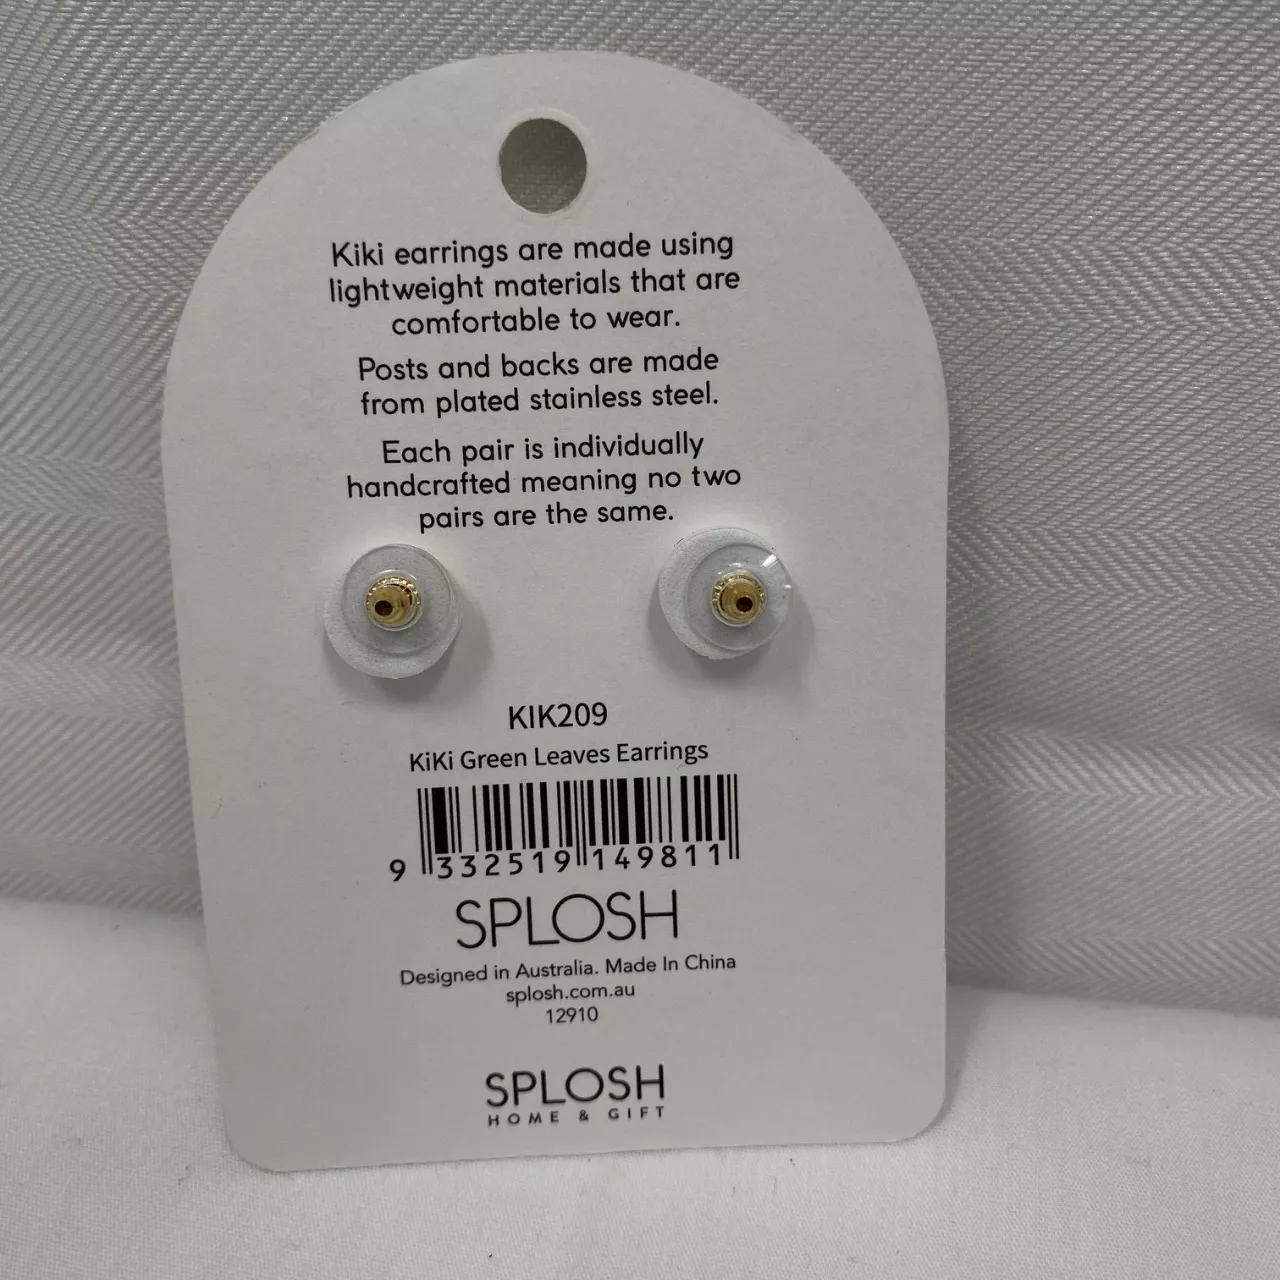 Kiki earrings are made using
lightweight materials that are
comfortable to wear.
Posts and backs are made
from plated stainless steel.
Each pair is individually
handcrafted meaning no two
pairs are the same.
KIK209
KiKi Green Leaves Earrings
9 332519 149811
SPLOSH
Designed in Australia. Made In China
splosh.com.au
12910
SPLOSH
HOME & GIFT